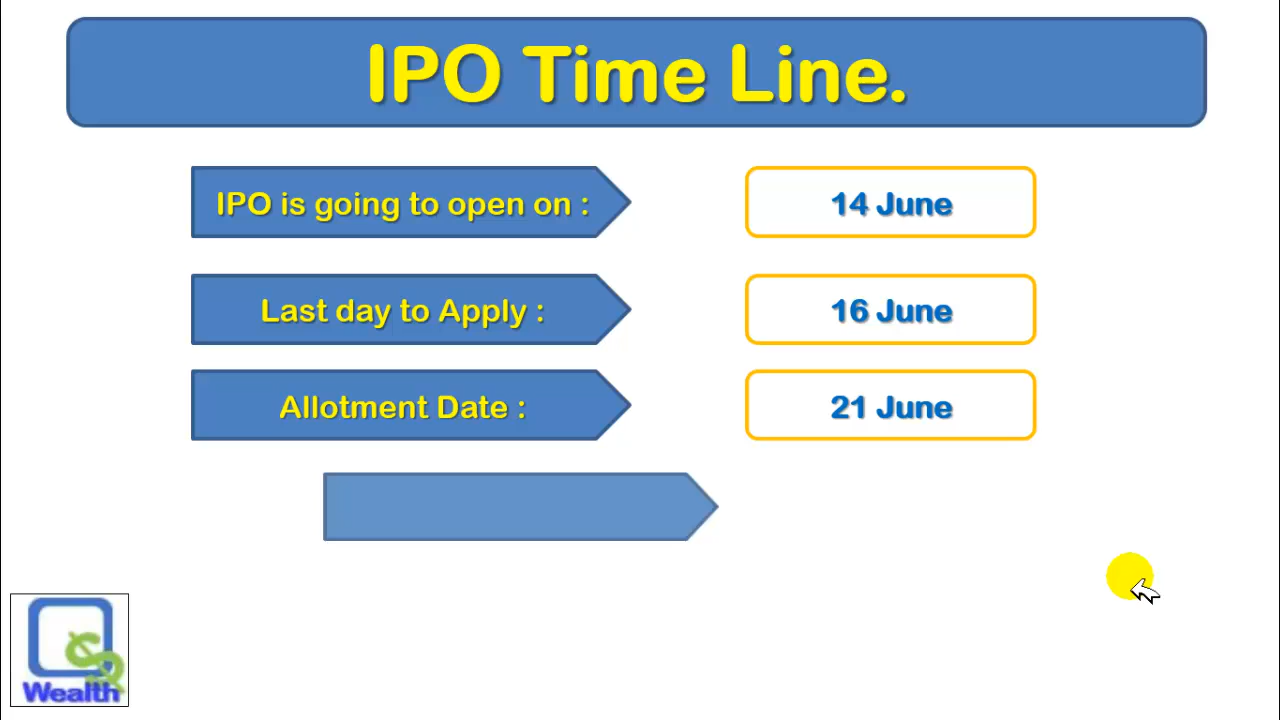 IPO Time Line.
IPO is going to open on : 14 June
Last day to Apply : 16 June
Allotment Date : 21 June
Wealth